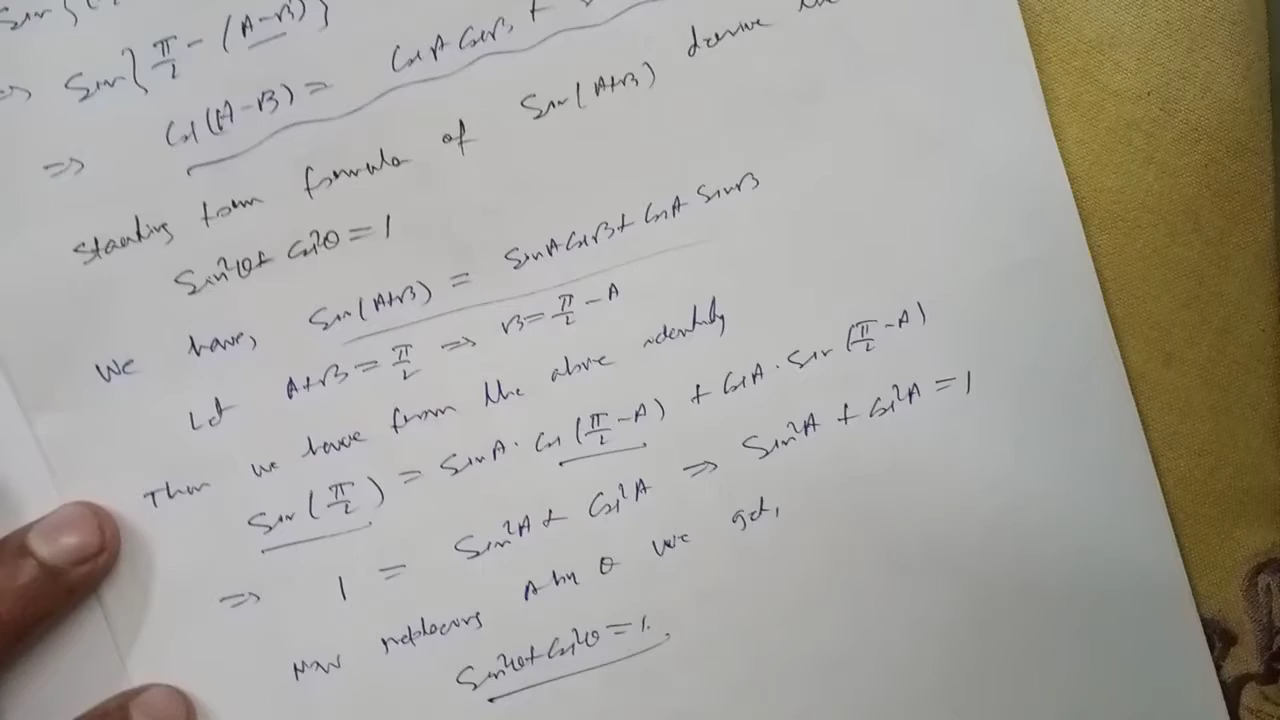 => Sin{π/2 - (A-B)}
=> Cos(A-B) = CosA CosB +
Starting from formula of Sin(A+B) derive the
Sin²θ + Cos²θ = 1
We have, Sin(A+B) = SinA CosB + CosA SinB
Let A+B = π/2 => B = π/2 - A
Then we have from the above identity
Sin(π/2) = SinA · Cos(π/2 - A) + CosA · Sin(π/2 - A)
=> 1 = Sin²A + Cos²A => Sin²A + Cos²A = 1
Now replacing A by θ we get,
Sin²θ + Cos²θ = 1.